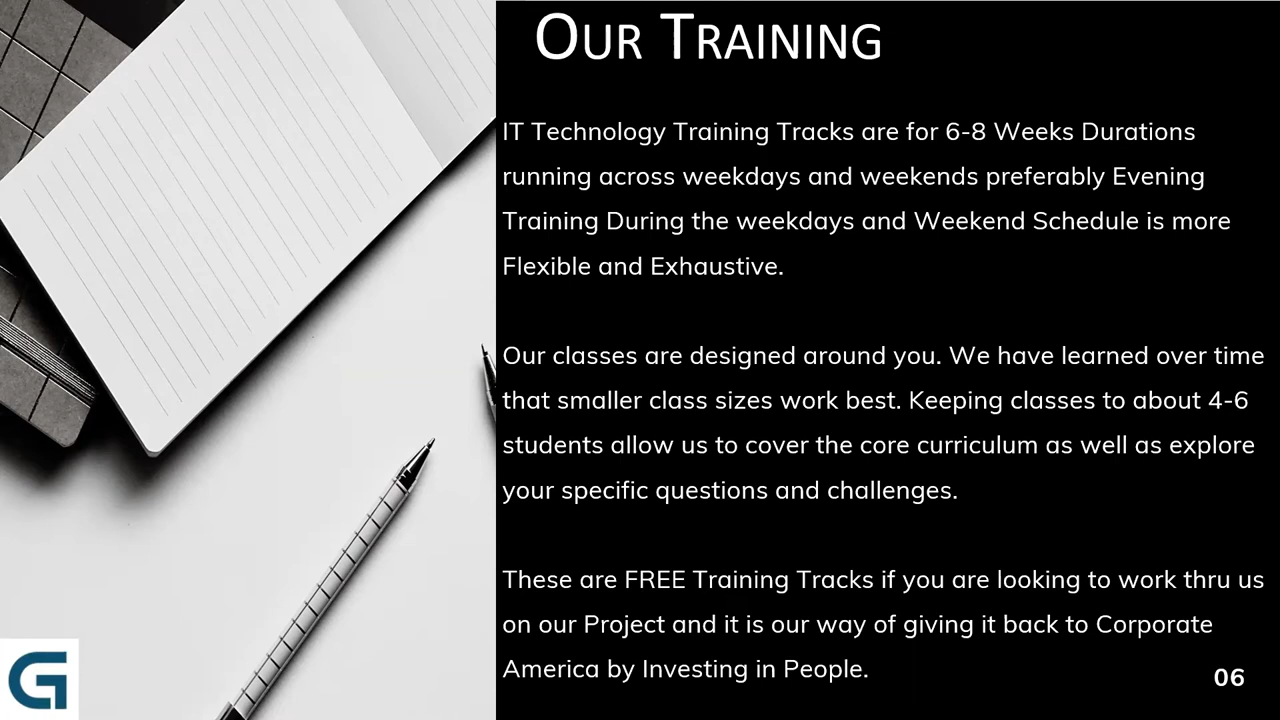 OUR TRAINING
IT Technology Training Tracks are for 6-8 Weeks Durations
running across weekdays and weekends preferably Evening
Training During the weekdays and Weekend Schedule is more
Flexible and Exhaustive.
Our classes are designed around you. We have learned over time
that smaller class sizes work best. Keeping classes to about 4-6
students allow us to cover the core curriculum as well as explore
your specific questions and challenges.
These are FREE Training Tracks if you are looking to work thru us
on our Project and it is our way of giving it back to Corporate
America by Investing in People.
06
G